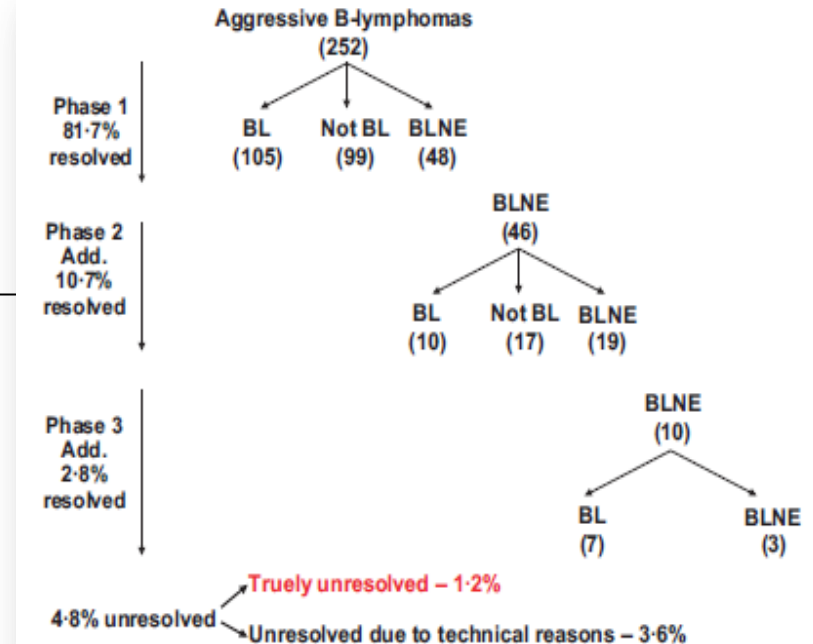 Aggressive B-lymphomas
(252)
Phase 1
81·7%
resolved
BL Not BL BLNE
(105) (99) (48)
BLNE
(46)
Phase 2
Add.
10·7%
resolved
BL Not BL BLNE
(10) (17) (19)
BLNE
(10)
Phase 3
Add.
2·8%
resolved
BL BLNE
(7) (3)
Truely unresolved – 1·2%
4·8% unresolved
Unresolved due to technical reasons – 3·6%